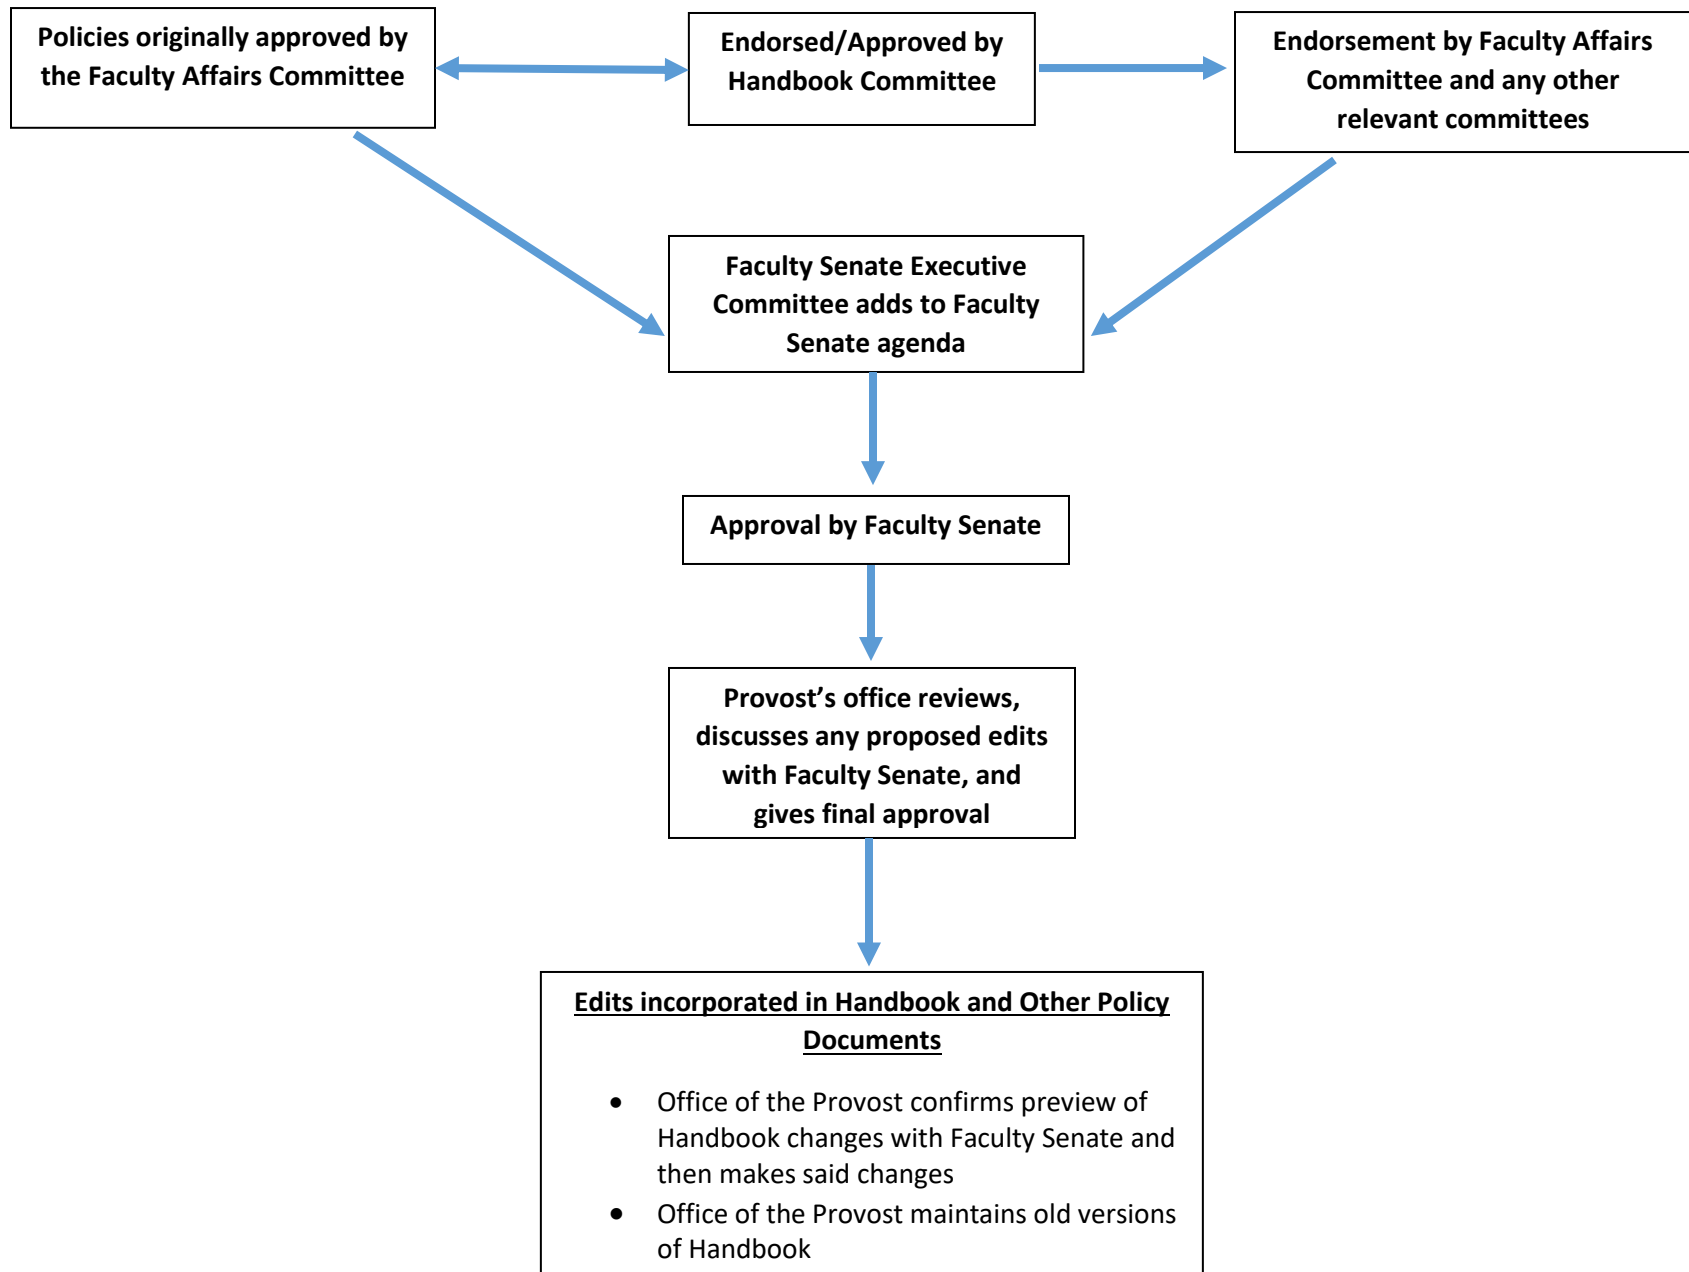 Policies originally approved by
the Faculty Affairs Committee
Endorsed/Approved by
Handbook Committee
Endorsement by Faculty Affairs
Committee and any other
relevant committees
Faculty Senate Executive
Committee adds to Faculty
Senate agenda
Approval by Faculty Senate
Provost’s office reviews,
discusses any proposed edits
with Faculty Senate, and
gives final approval
Edits incorporated in Handbook and Other Policy
Documents
• Office of the Provost confirms preview of
Handbook changes with Faculty Senate and
then makes said changes
• Office of the Provost maintains old versions
of Handbook